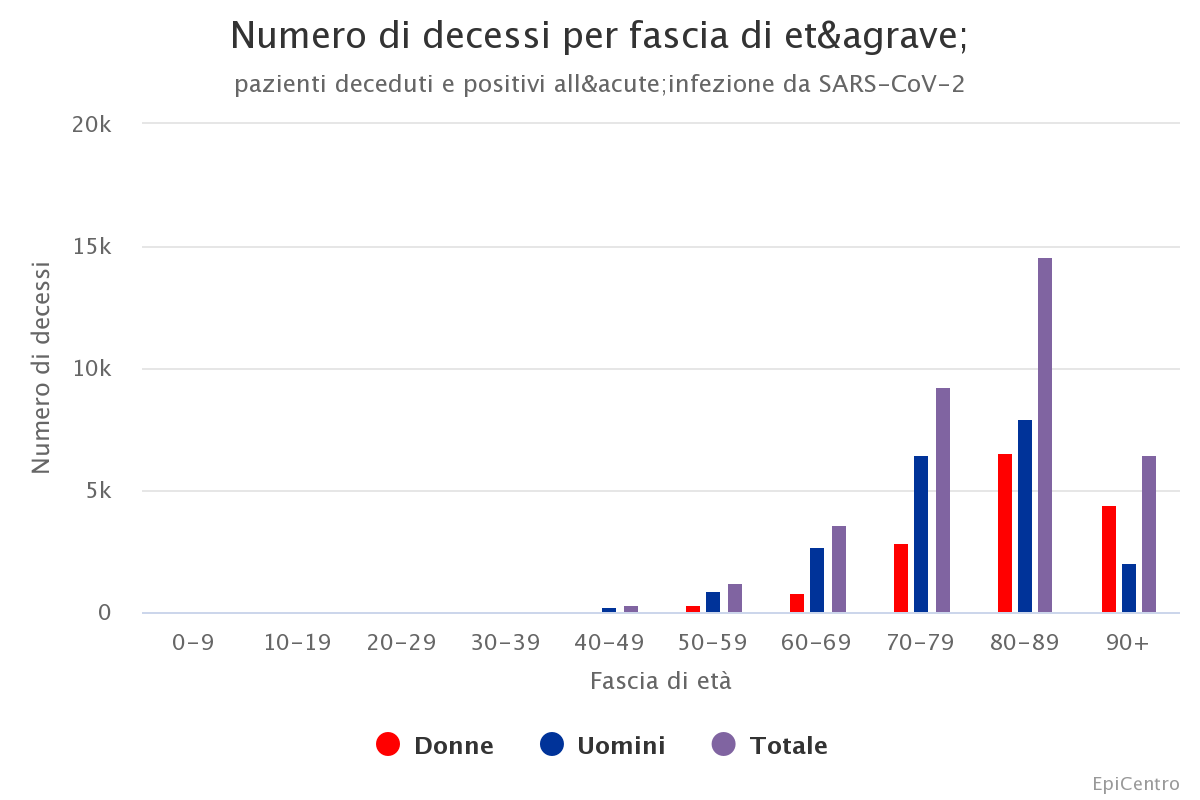 Numero di decessi per fascia di et&agrave;
pazienti deceduti e positivi all&acute;infezione da SARS-CoV-2
20k
15k
10k
5k
0
Numero di decessi
0-9 10-19 20-29 30-39 40-49 50-59 60-69 70-79 80-89 90+
Fascia di età
Donne Uomini Totale
EpiCentro